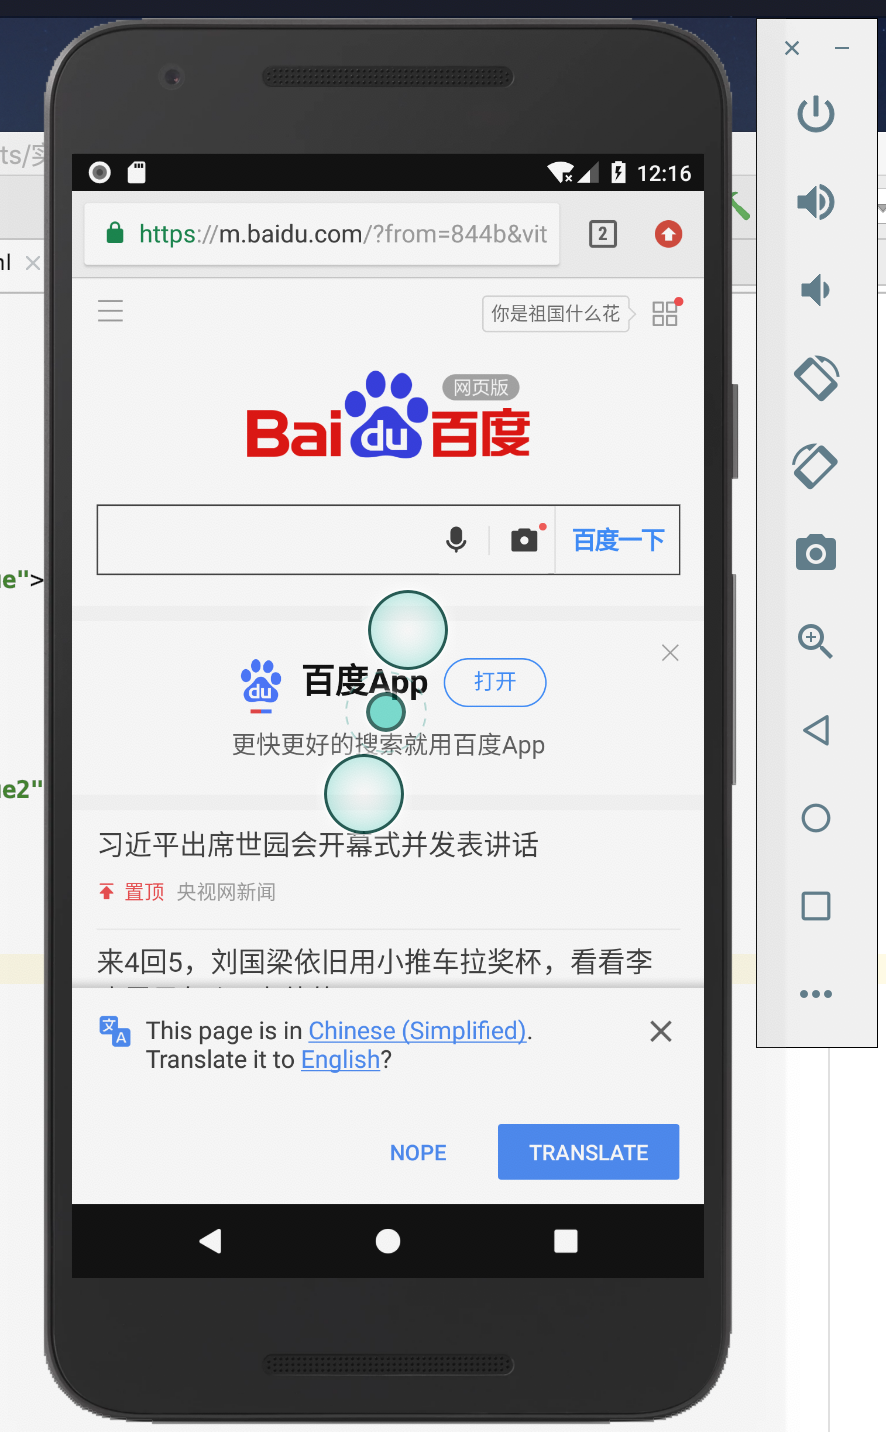 ts/实
12:16
https://m.baidu.com/?from=844b&vit
2
nl
你是祖国什么花
网页版
Bai du 百度
百度一下
ue">
du
百度App
打开
更快更好的搜索就用百度App
ue2"
习近平出席世园会开幕式并发表讲话
置顶 央视网新闻
来4回5，刘国梁依旧用小推车拉奖杯，看看李
文A
This page is in Chinese (Simplified).
Translate it to English?
NOPE
TRANSLATE